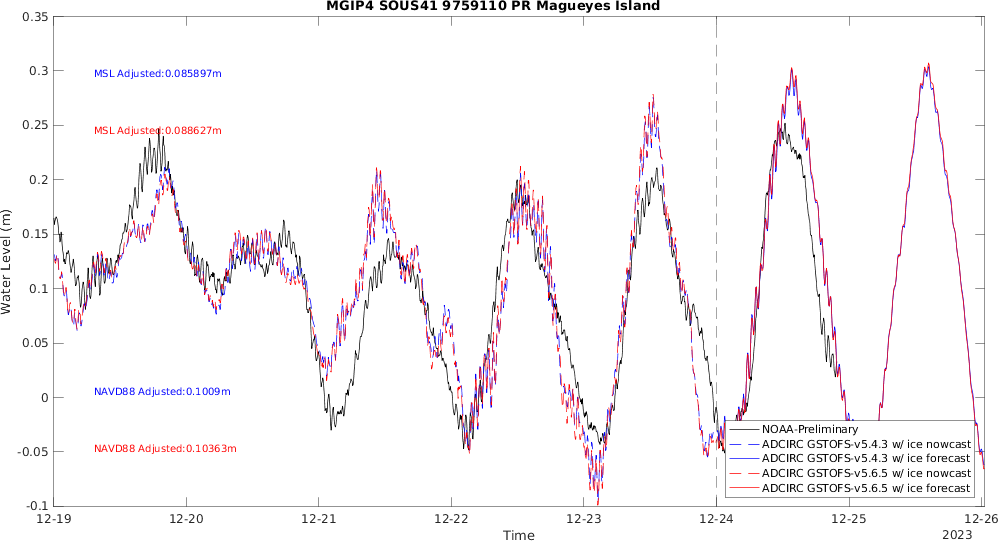 MGIP4 SOUS41 9759110 PR Magueyes Island
0.35
0.3
0.25
0.2
0.15
0.1
0.05
0
-0.05
-0.1
Water Level (m)
MSL Adjusted:0.085897m
MSL Adjusted:0.088627m
NAVD88 Adjusted:0.1009m
NAVD88 Adjusted:0.10363m
NOAA-Preliminary
ADCIRC GSTOFS-v5.4.3 w/ ice nowcast
ADCIRC GSTOFS-v5.4.3 w/ ice forecast
ADCIRC GSTOFS-v5.6.5 w/ ice nowcast
ADCIRC GSTOFS-v5.6.5 w/ ice forecast
12-19 12-20 12-21 12-22 12-23 12-24 12-25 12-26
Time
2023